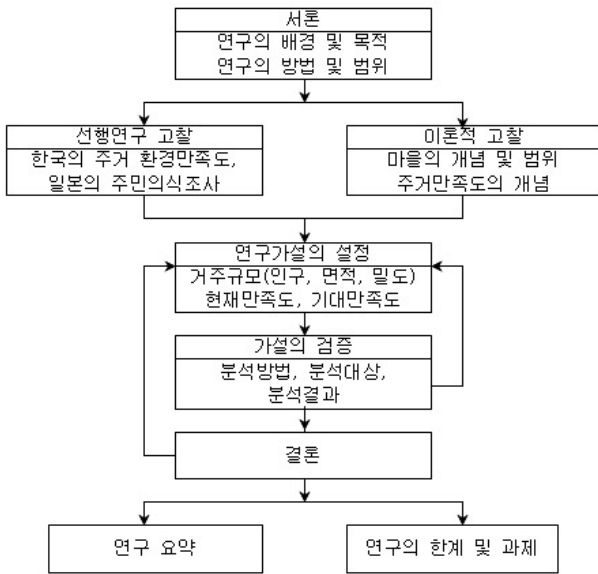 서론
연구의 배경 및 목적
연구의 방법 및 범위
선행연구 고찰
한국의 주거 환경만족도,
일본의 주민의식조사
이론적 고찰
마을의 개념 및 범위
주거만족도의 개념
연구가설의 설정
거주규모(인구, 면적, 밀도)
현재만족도, 기대만족도
가설의 검증
분석방법, 분석대상,
분석결과
결론
연구 요약
연구의 한계 및 과제